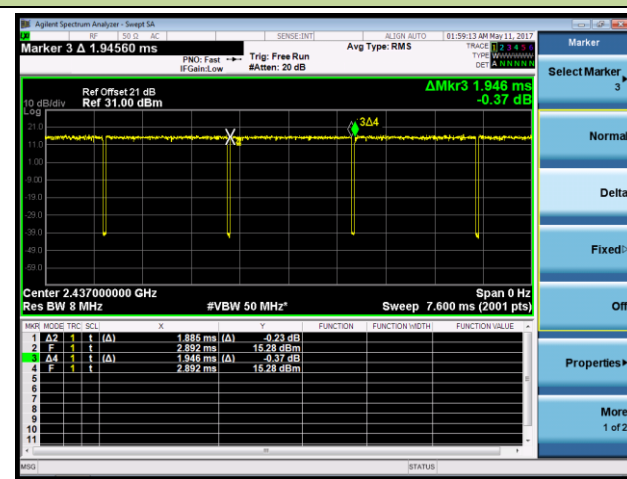 Agilent Spectrum Analyzer - Swept SA
RF 50 Ω AC SENSE:INT ALIGN AUTO 01:59:13 AM May 11, 2017
Marker 3 Δ 1.94560 ms
PNO: Fast
IFGain:Low
Trig: Free Run
#Atten: 20 dB
Avg Type: RMS
TRACE 1 2 3 4 5 6
TYPE WWWWWW
DET A N N N N N
Ref Offset 21 dB
10 dB/div Ref 31.00 dBm
ΔMkr3 1.946 ms
-0.37 dB
Log
21.0
11.0
1.00
-9.00
-19.0
-29.0
-39.0
-49.0
-59.0
3Δ4
Center 2.437000000 GHz Span 0 Hz
Res BW 8 MHz #VBW 50 MHz* Sweep 7.600 ms (2001 pts)
MKR MODE TRC SCL X Y FUNCTION FUNCTION WIDTH FUNCTION VALUE
1 Δ2 1 t (Δ) 1.885 ms (Δ) -0.23 dB
2 F 1 t 2.892 ms 15.28 dBm
3 Δ4 1 t (Δ) 1.946 ms (Δ) -0.37 dB
4 F 1 t 2.892 ms 15.28 dBm
5
6
7
8
9
10
11
MSG STATUS
Marker
Select Marker
3
Normal
Delta
Fixed
Off
Properties
More
1 of 2